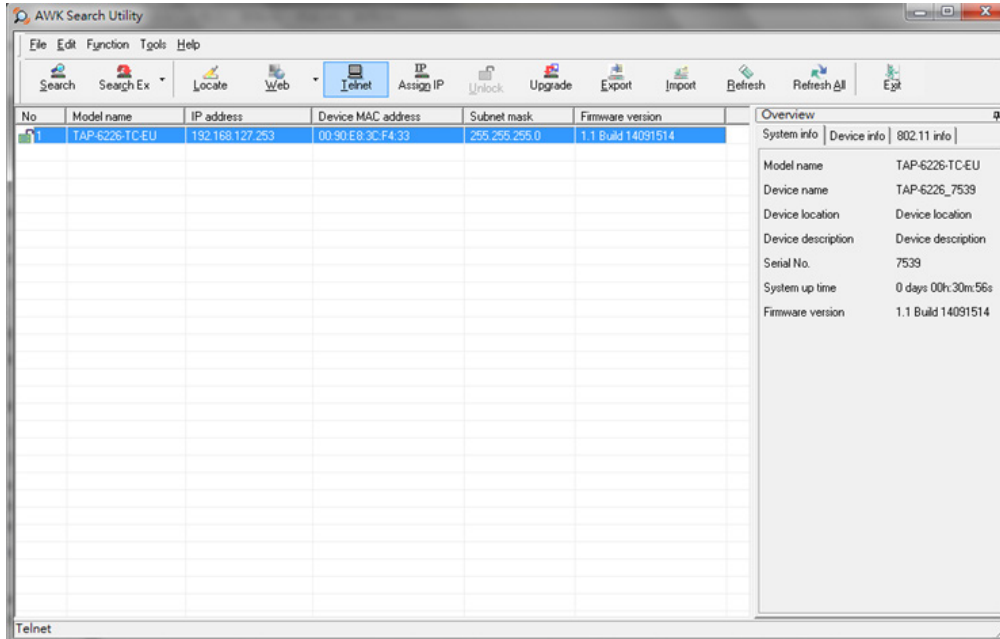 AWK Search Utility
File Edit Function Tools Help
Search Search Ex Locate Web Telnet Assign IP Unlock Upgrade Export Import Refresh Refresh All Exit
No Model name IP address Device MAC address Subnet mask Firmware version
1 TAP-6226-TC-EU 192.168.127.253 00:90:E8:3C:F4:33 255.255.255.0 1.1 Build 14091514
Overview
System info Device info 802.11 info
Model name TAP-6226-TC-EU
Device name TAP-6226_7539
Device location Device location
Device description Device description
Serial No. 7539
System up time 0 days 00h:30m:56s
Firmware version 1.1 Build 14091514
Telnet